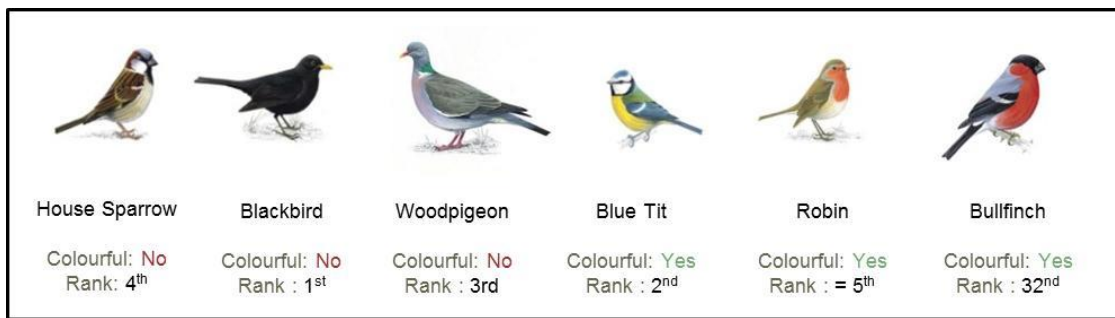 House Sparrow
Colourful: No
Rank: 4th
Blackbird
Colourful: No
Rank : 1st
Woodpigeon
Colourful: No
Rank : 3rd
Blue Tit
Colourful: Yes
Rank : 2nd
Robin
Colourful: Yes
Rank : = 5th
Bullfinch
Colourful: Yes
Rank : 32nd